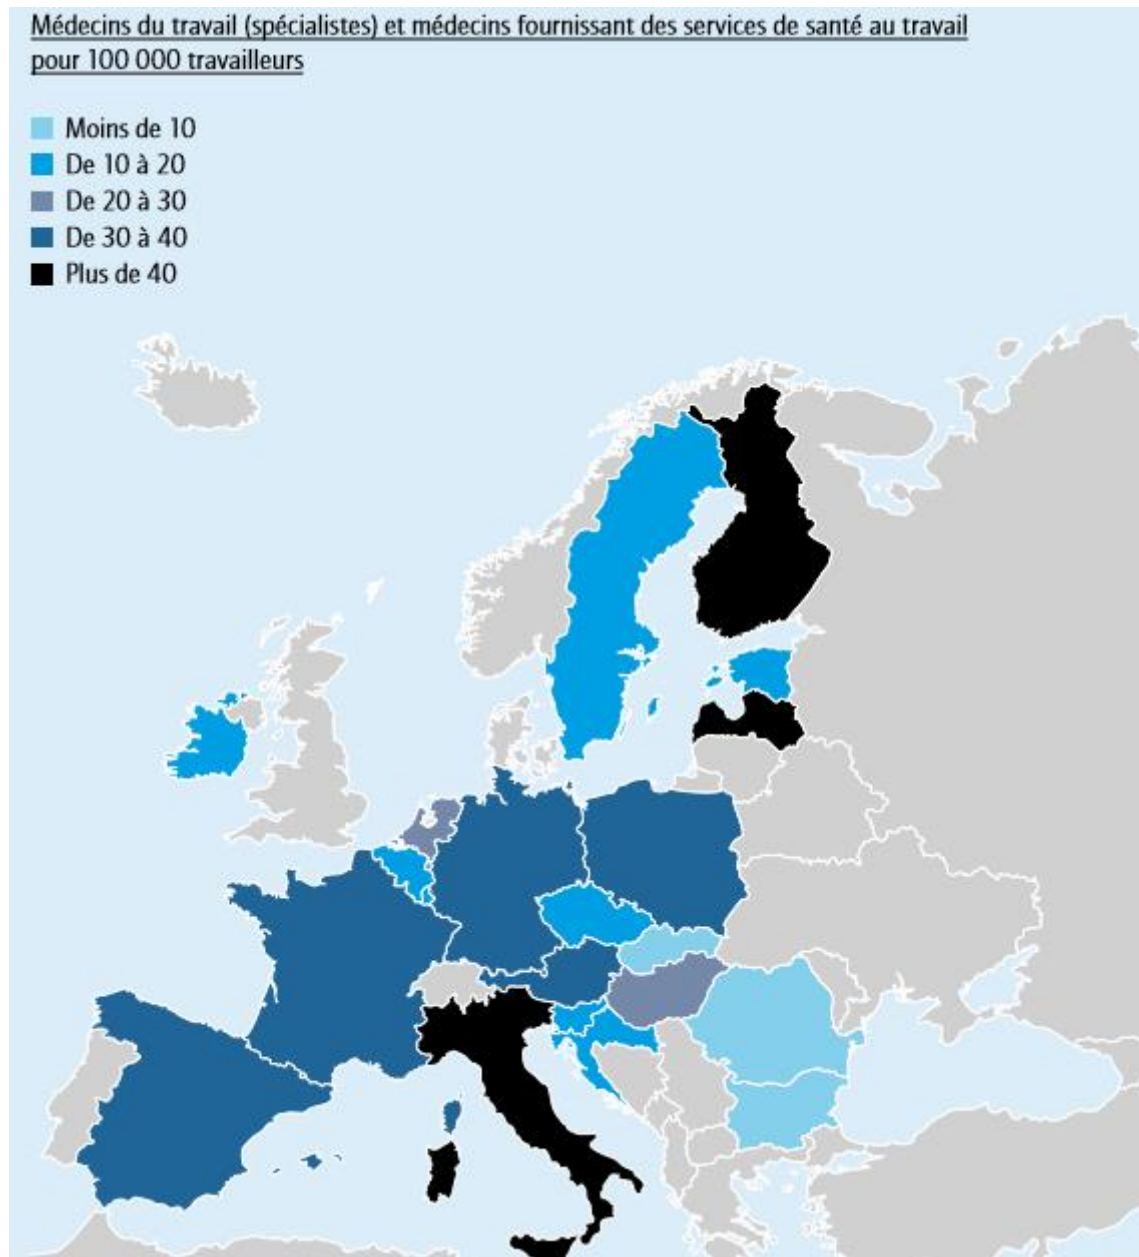 Médecins du travail (spécialistes) et médecins fournissant des services de santé au travail
pour 100 000 travailleurs
Moins de 10
De 10 à 20
De 20 à 30
De 30 à 40
Plus de 40